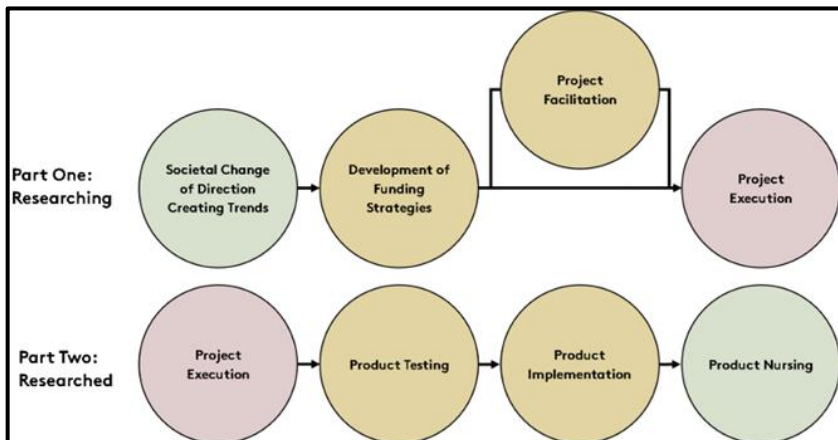 Project
Facilitation
Part One:
Researching
Societal Change
of Direction
Creating Trends
Development of
Funding
Strategies
Project
Execution
Part Two:
Researched
Project
Execution
Product Testing
Product
Implementation
Product Nursing